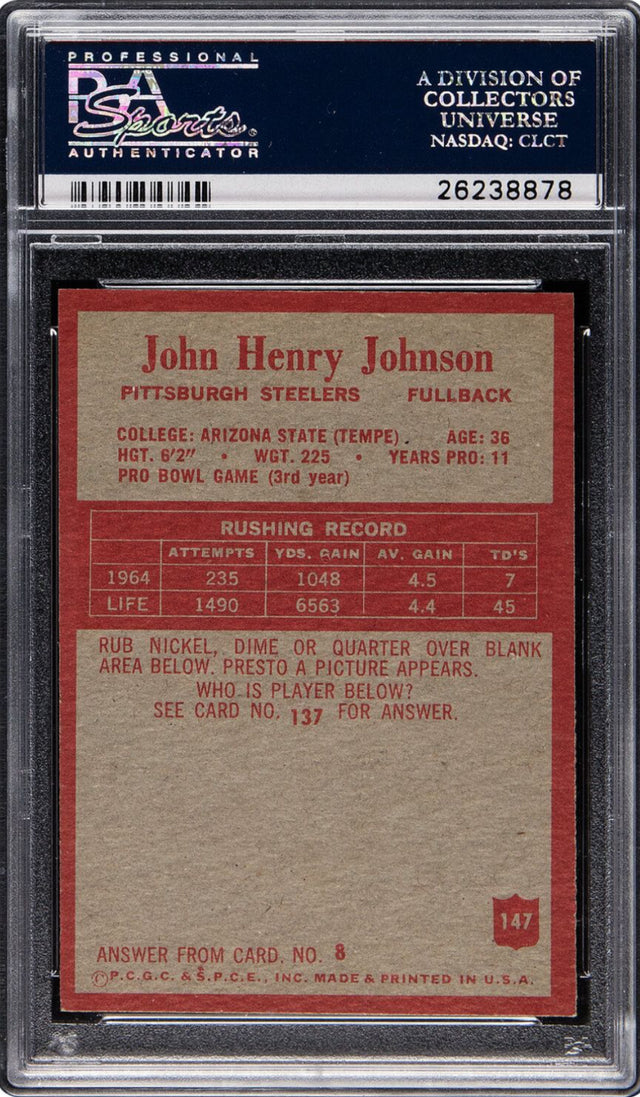 PROFESSIONAL
PSA
Sports
AUTHENTICATOR
A DIVISION OF
COLLECTORS
UNIVERSE
NASDAQ: CLCT
26238878
John Henry Johnson
PITTSBURGH STEELERS FULLBACK
COLLEGE: ARIZONA STATE (TEMPE). AGE: 36
HGT. 6'2" • WGT. 225 • YEARS PRO: 11
PRO BOWL GAME (3rd year)
RUSHING RECORD
ATTEMPTS YDS. GAIN AV. GAIN TD'S
1964 235 1048 4.5 7
LIFE 1490 6563 4.4 45
RUB NICKEL, DIME OR QUARTER OVER BLANK
AREA BELOW. PRESTO A PICTURE APPEARS.
WHO IS PLAYER BELOW?
SEE CARD NO. 137 FOR ANSWER.
147
ANSWER FROM CARD. NO. 8
©P.C.G.C. & S.P.C.E., INC. MADE & PRINTED IN U.S.A.
PSA